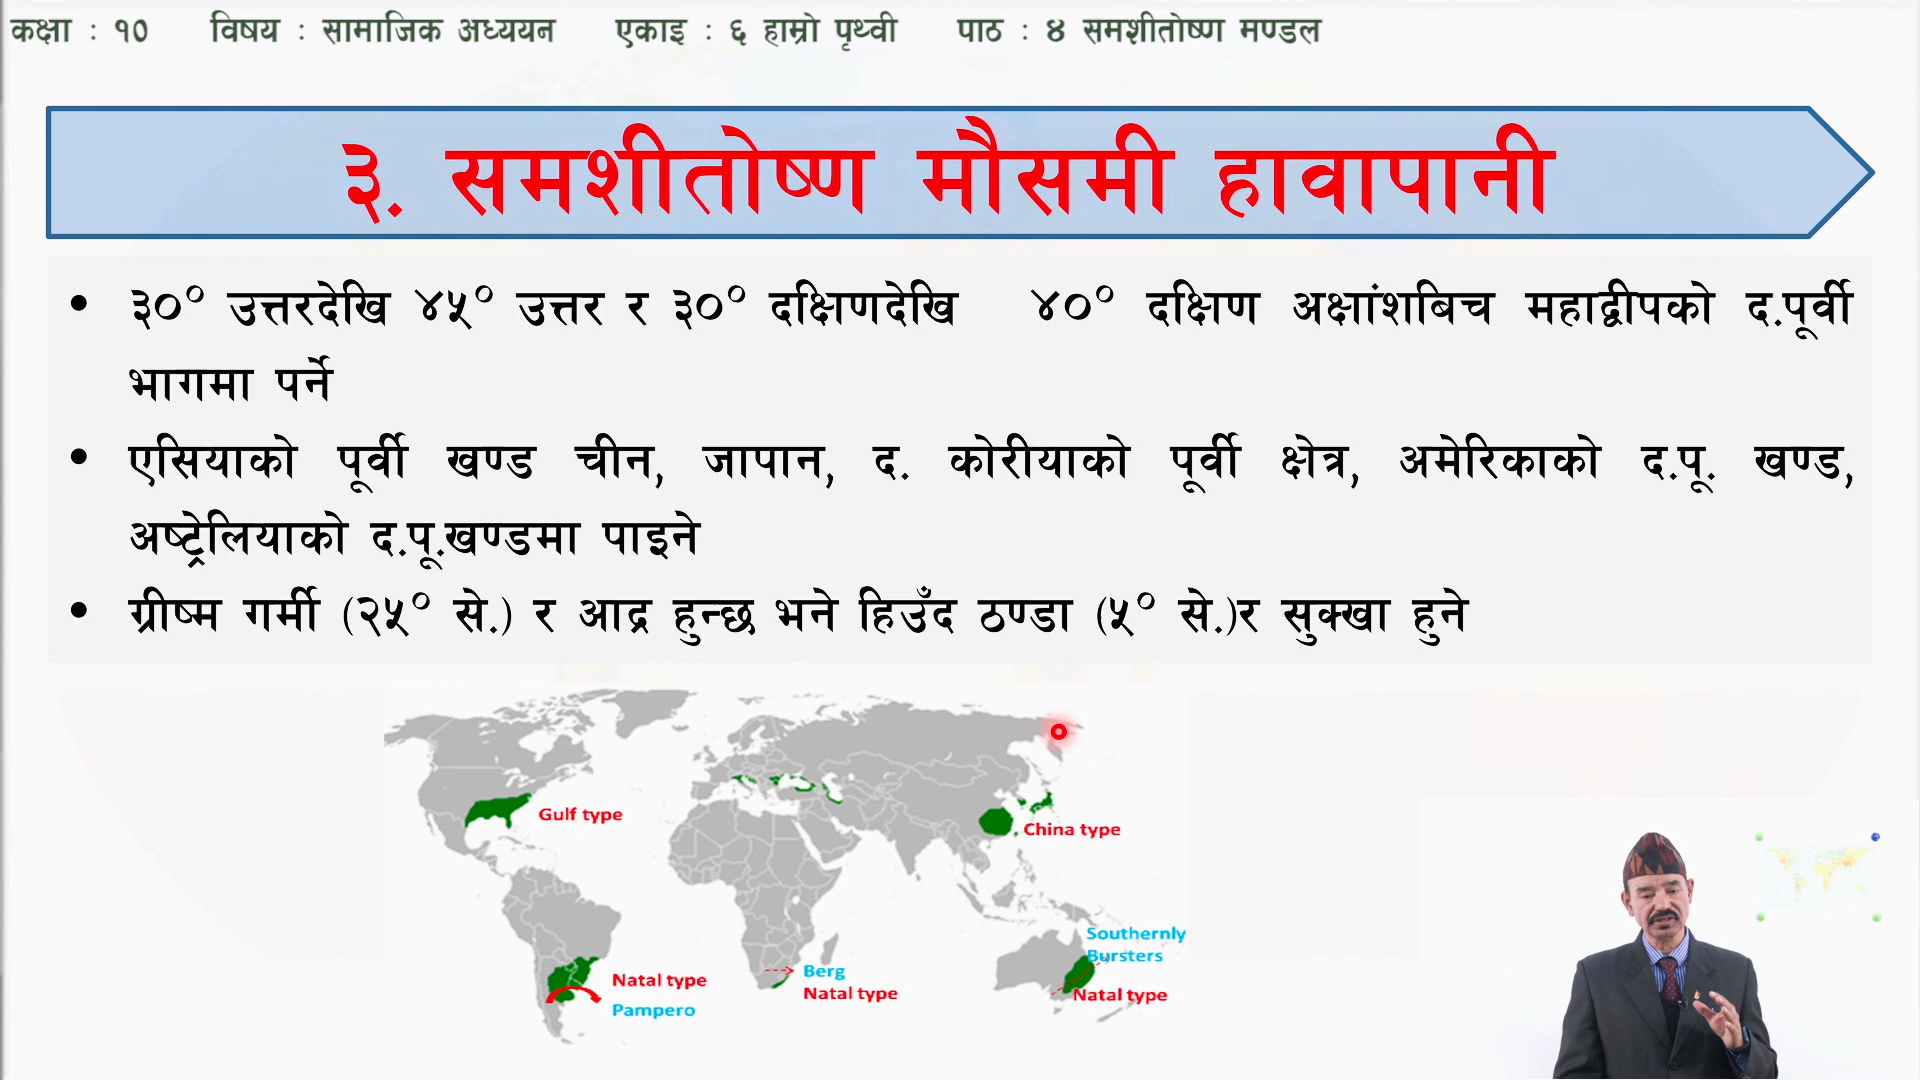 कक्षा : १० विषय : सामाजिक अध्ययन एकाइ : ६ हाम्रो पृथ्वी पाठ : ४ समशीतोष्ण मण्डल
३. समशीतोष्ण मौसमी हावापानी
• ३०° उत्तरदेखि ४५° उत्तर र ३०° दक्षिणदेखि ४०° दक्षिण अक्षांशबिच महाद्वीपको द.पूर्वी
भागमा पर्ने
• एसियाको पूर्वी खण्ड चीन, जापान, द. कोरीयाको पूर्वी क्षेत्र, अमेरिकाको द.पू. खण्ड,
अष्ट्रेलियाको द.पू.खण्डमा पाइने
• ग्रीष्म गर्मी (२५° से.) र आद्र हुन्छ भने हिउँद ठण्डा (५° से.)र सुक्खा हुने
Gulf type
China type
Southernly
Bursters
Natal type
Berg
Natal type
Natal type
Pampero